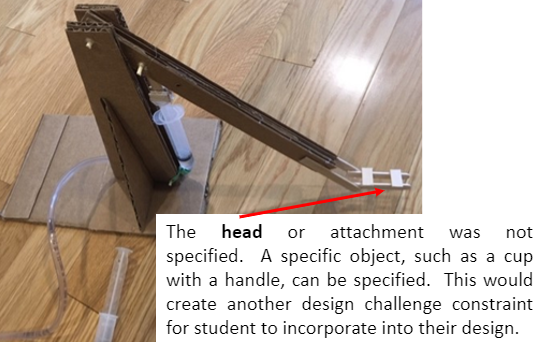 The head or attachment was not
specified. A specific object, such as a cup
with a handle, can be specified. This would
create another design challenge constraint
for student to incorporate into their design.